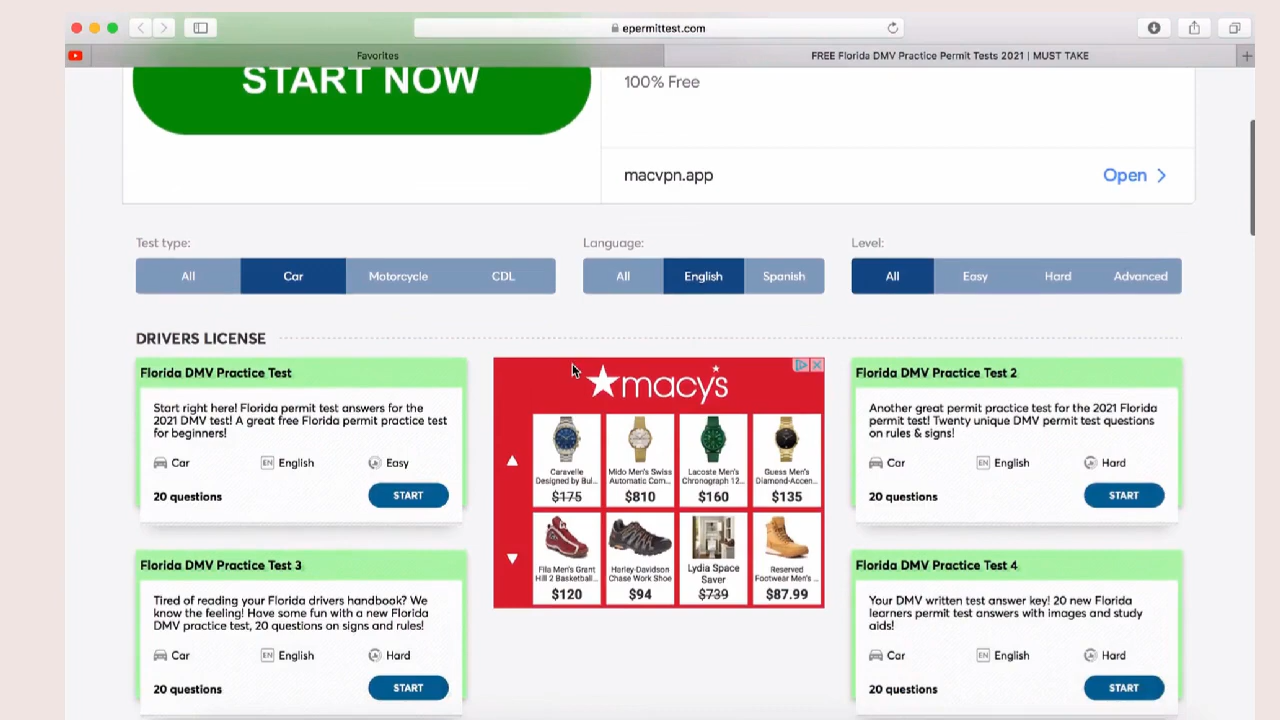 epermittest.com
Favorites
FREE Florida DMV Practice Permit Tests 2021 | MUST TAKE
START NOW
100% Free
macvpn.app
Open
Test type:
Language:
Level:
All
Car
Motorcycle
CDL
All
English
Spanish
All
Easy
Hard
Advanced
DRIVERS LICENSE
Florida DMV Practice Test
Start right here! Florida permit test answers for the
2021 DMV test! A great free Florida permit practice test
for beginners!
Car
EN English
Easy
20 questions
START
macy's
Caravelle
Designed by Bul...
$175
Mido Men's Swiss
Automatic Com...
$810
Lacoste Men's
Chronograph 12...
$160
Guess Men's
Diamond-Accen...
$135
Fila Men's Grant
Hill 2 Basketball...
$120
Harley-Davidson
Chase Work Shoe
$94
Lydia Space
Saver
$739
Reserved
Footwear Men's ...
$87.99
Florida DMV Practice Test 2
Another great permit practice test for the 2021 Florida
permit test! Twenty unique DMV permit test questions
on rules & signs!
Car
EN English
Hard
20 questions
START
Florida DMV Practice Test 3
Tired of reading your Florida drivers handbook? We
know the feeling! Have some fun with a new Florida
DMV practice test, 20 questions on signs and rules!
Car
EN English
Hard
20 questions
START
Florida DMV Practice Test 4
Your DMV written test answer key! 20 new Florida
learners permit test answers with images and study
aids!
Car
EN English
Hard
20 questions
START